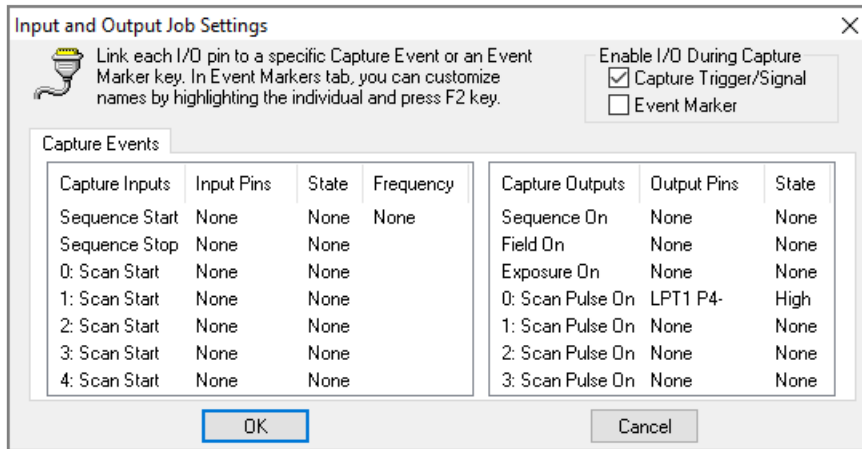 Input and Output Job Settings
Link each I/O pin to a specific Capture Event or an Event
Marker key. In Event Markers tab, you can customize
names by highlighting the individual and press F2 key.
Enable I/O During Capture
Capture Trigger/Signal
Event Marker
Capture Events
Capture Inputs Input Pins State Frequency
Sequence Start None None None
Sequence Stop None None
0: Scan Start None None
1: Scan Start None None
2: Scan Start None None
3: Scan Start None None
4: Scan Start None None
Capture Outputs Output Pins State
Sequence On None None
Field On None None
Exposure On None None
0: Scan Pulse On LPT1 P4- High
1: Scan Pulse On None None
2: Scan Pulse On None None
3: Scan Pulse On None None
OK
Cancel